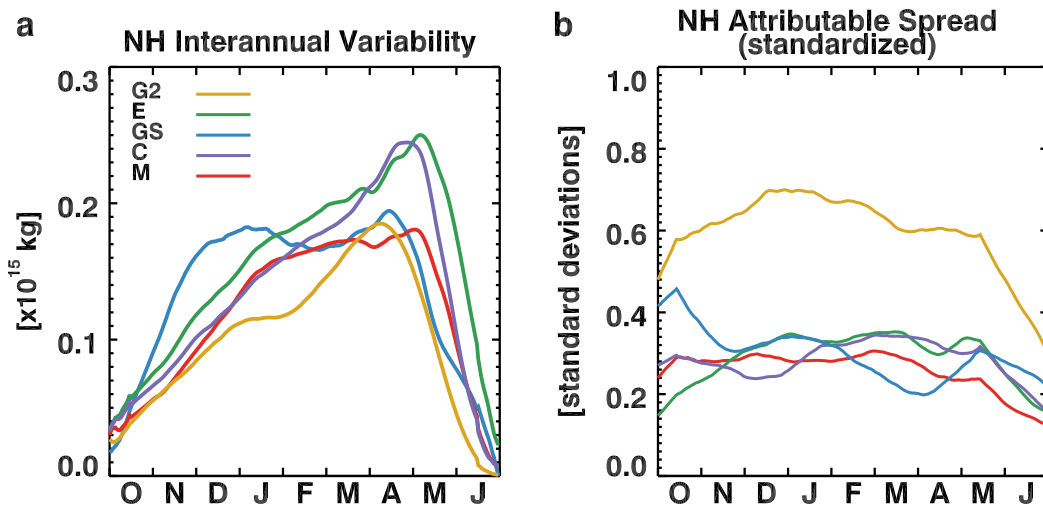 a
NH Interannual Variability
[x10¹⁵ kg]
0.3
0.2
0.1
0.0
G2
E
GS
C
M
O N D J F M A M J
b
NH Attributable Spread
(standardized)
[standard deviations]
1.0
0.8
0.6
0.4
0.2
0.0
O N D J F M A M J